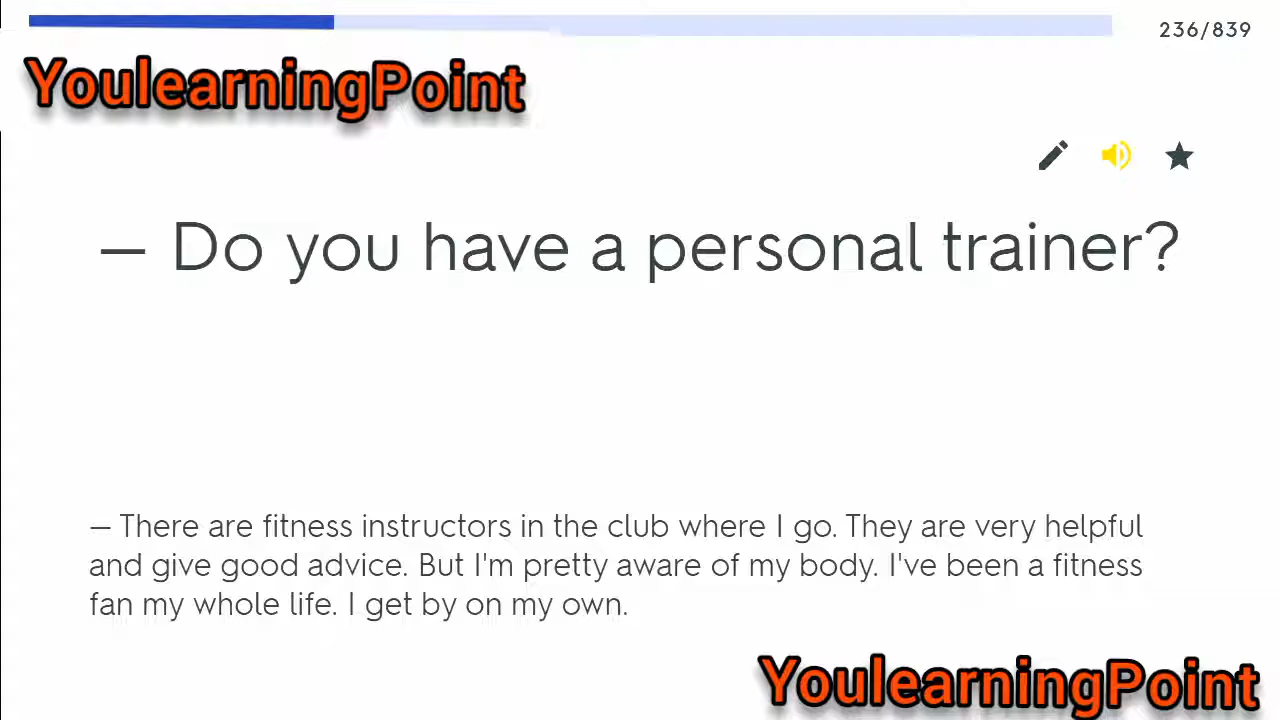 236/839
YoulearningPoint
— Do you have a personal trainer?
— There are fitness instructors in the club where I go. They are very helpful
and give good advice. But I'm pretty aware of my body. I've been a fitness
fan my whole life. I get by on my own.
YoulearningPoint